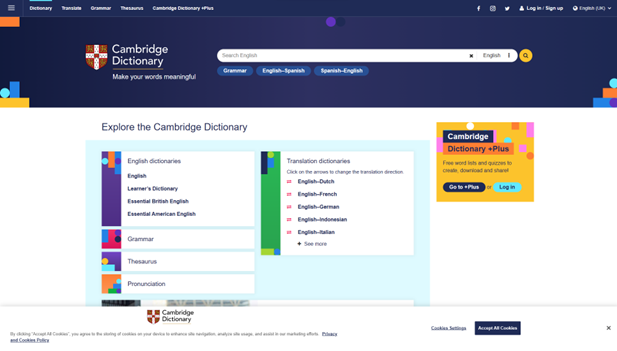 Dictionary Translate Grammar Thesaurus Cambridge Dictionary +Plus Log in / Sign up English (UK)
Cambridge
Dictionary
Make your words meaningful
Search English English
Grammar English–Spanish Spanish–English
Explore the Cambridge Dictionary
English dictionaries
English
Learner's Dictionary
Essential British English
Essential American English
Grammar
Thesaurus
Pronunciation
Translation dictionaries
Click on the arrows to change the translation direction
English–Dutch
English–French
English–German
English–Indonesian
English–Italian
+ See more
Cambridge
Dictionary +Plus
Free word lists and quizzes to
create, download and share!
Go to +Plus or Log in
Cambridge
Dictionary
By clicking "Accept All Cookies", you agree to the storing of cookies on your device to enhance site navigation, analyze site usage, and assist in our marketing efforts. Privacy
and Cookies Policy
Cookies Settings
Accept All Cookies